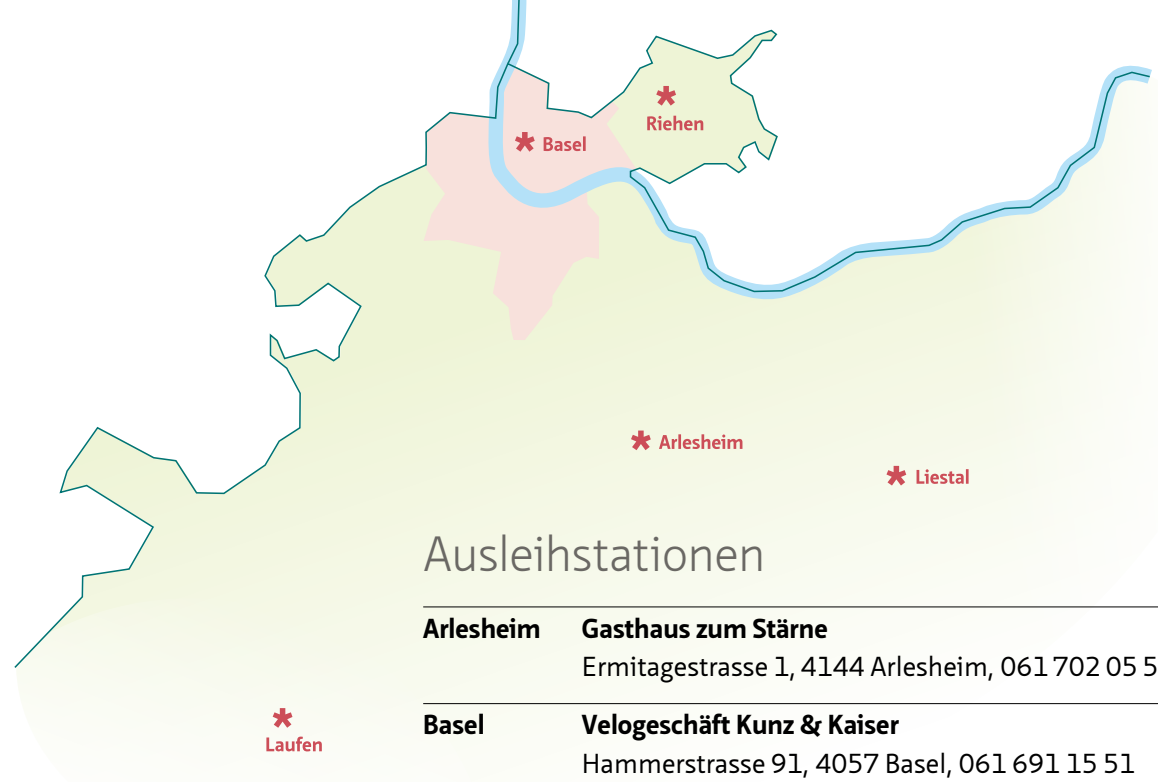 Riehen
Basel
Arlesheim
Liestal
Ausleihstationen
Arlesheim Gasthaus zum Stärne
Ermitagestrasse 1, 4144 Arlesheim, 061 702 05 5
Basel Velogeschäft Kunz & Kaiser
Hammerstrasse 91, 4057 Basel, 061 691 15 51
Laufen